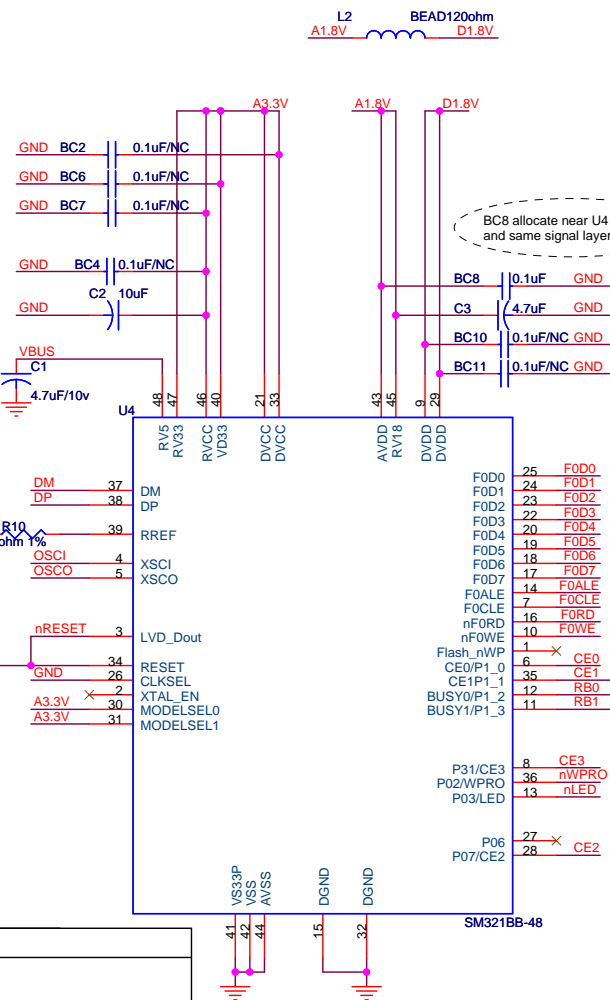 L2 BEAD120ohm
A1.8V D1.8V
A3.3V A1.8V D1.8V
GND BC2 0.1uF/NC
GND BC6 0.1uF/NC
GND BC7 0.1uF/NC
BC8 allocate near U4
and same signal layer
GND BC4 0.1uF/NC
BC8 0.1uF GND
GND C2 10uF
C3 4.7uF GND
BC10 0.1uF/NC GND
BC11 0.1uF/NC GND
VBUS
C1
4.7uF/10v
U4
48 47 46 40 21 33 43 45 9 29
RV5 RV33 RVCC VD33 DVCC DVCC AVDD RV18 DVDD DVDD
DM 37 DM
DP 38 DP
R10
ohm 1%
39 RREF
OSCI 4 XSCI
OSCO 5 XSCO
nRESET 3 LVD_Dout
34 RESET
GND 26 CLKSEL
2 XTAL_EN
A3.3V 30 MODELSEL0
A3.3V 31 MODELSEL1
F0D0 25 F0D0
F0D1 24 F0D1
F0D2 23 F0D2
F0D3 22 F0D3
F0D4 20 F0D4
F0D5 19 F0D5
F0D6 18 F0D6
F0D7 17 F0D7
F0ALE 14 F0ALE
F0CLE 7 F0CLE
nF0RD 16 F0RD
nF0WE 10 F0WE
Flash_nWP 1
CE0/P1_0 6 CE0
CE1P1_1 35 CE1
BUSY0/P1_2 12 RB0
BUSY1/P1_3 11 RB1
P31/CE3 8 CE3
P02/WPRO 36 nWPRO
P03/LED 13 nLED
P06 27
P07/CE2 28 CE2
VS33P VSS AVSS DGND DGND
41 42 44 15 32
SM321BB-48